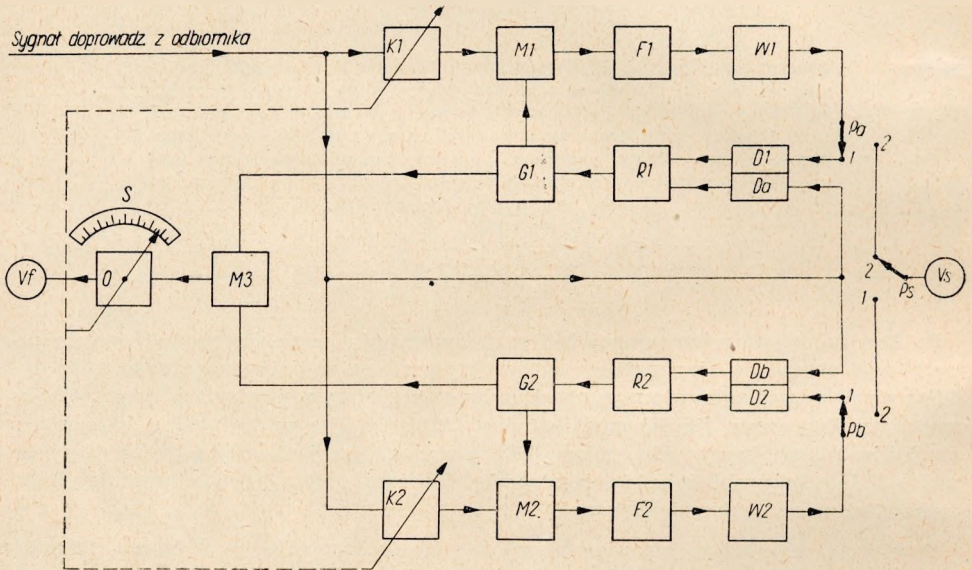 Sygnał doprowadz. z odbiornika
K1
M1
F1
W1
Pa
1
2
G1
R1
D1
Da
S
Vf
O
M3
2
Ps
Vs
1
G2
R2
Db
D2
1
2
Pb
K2
M2
F2
W2